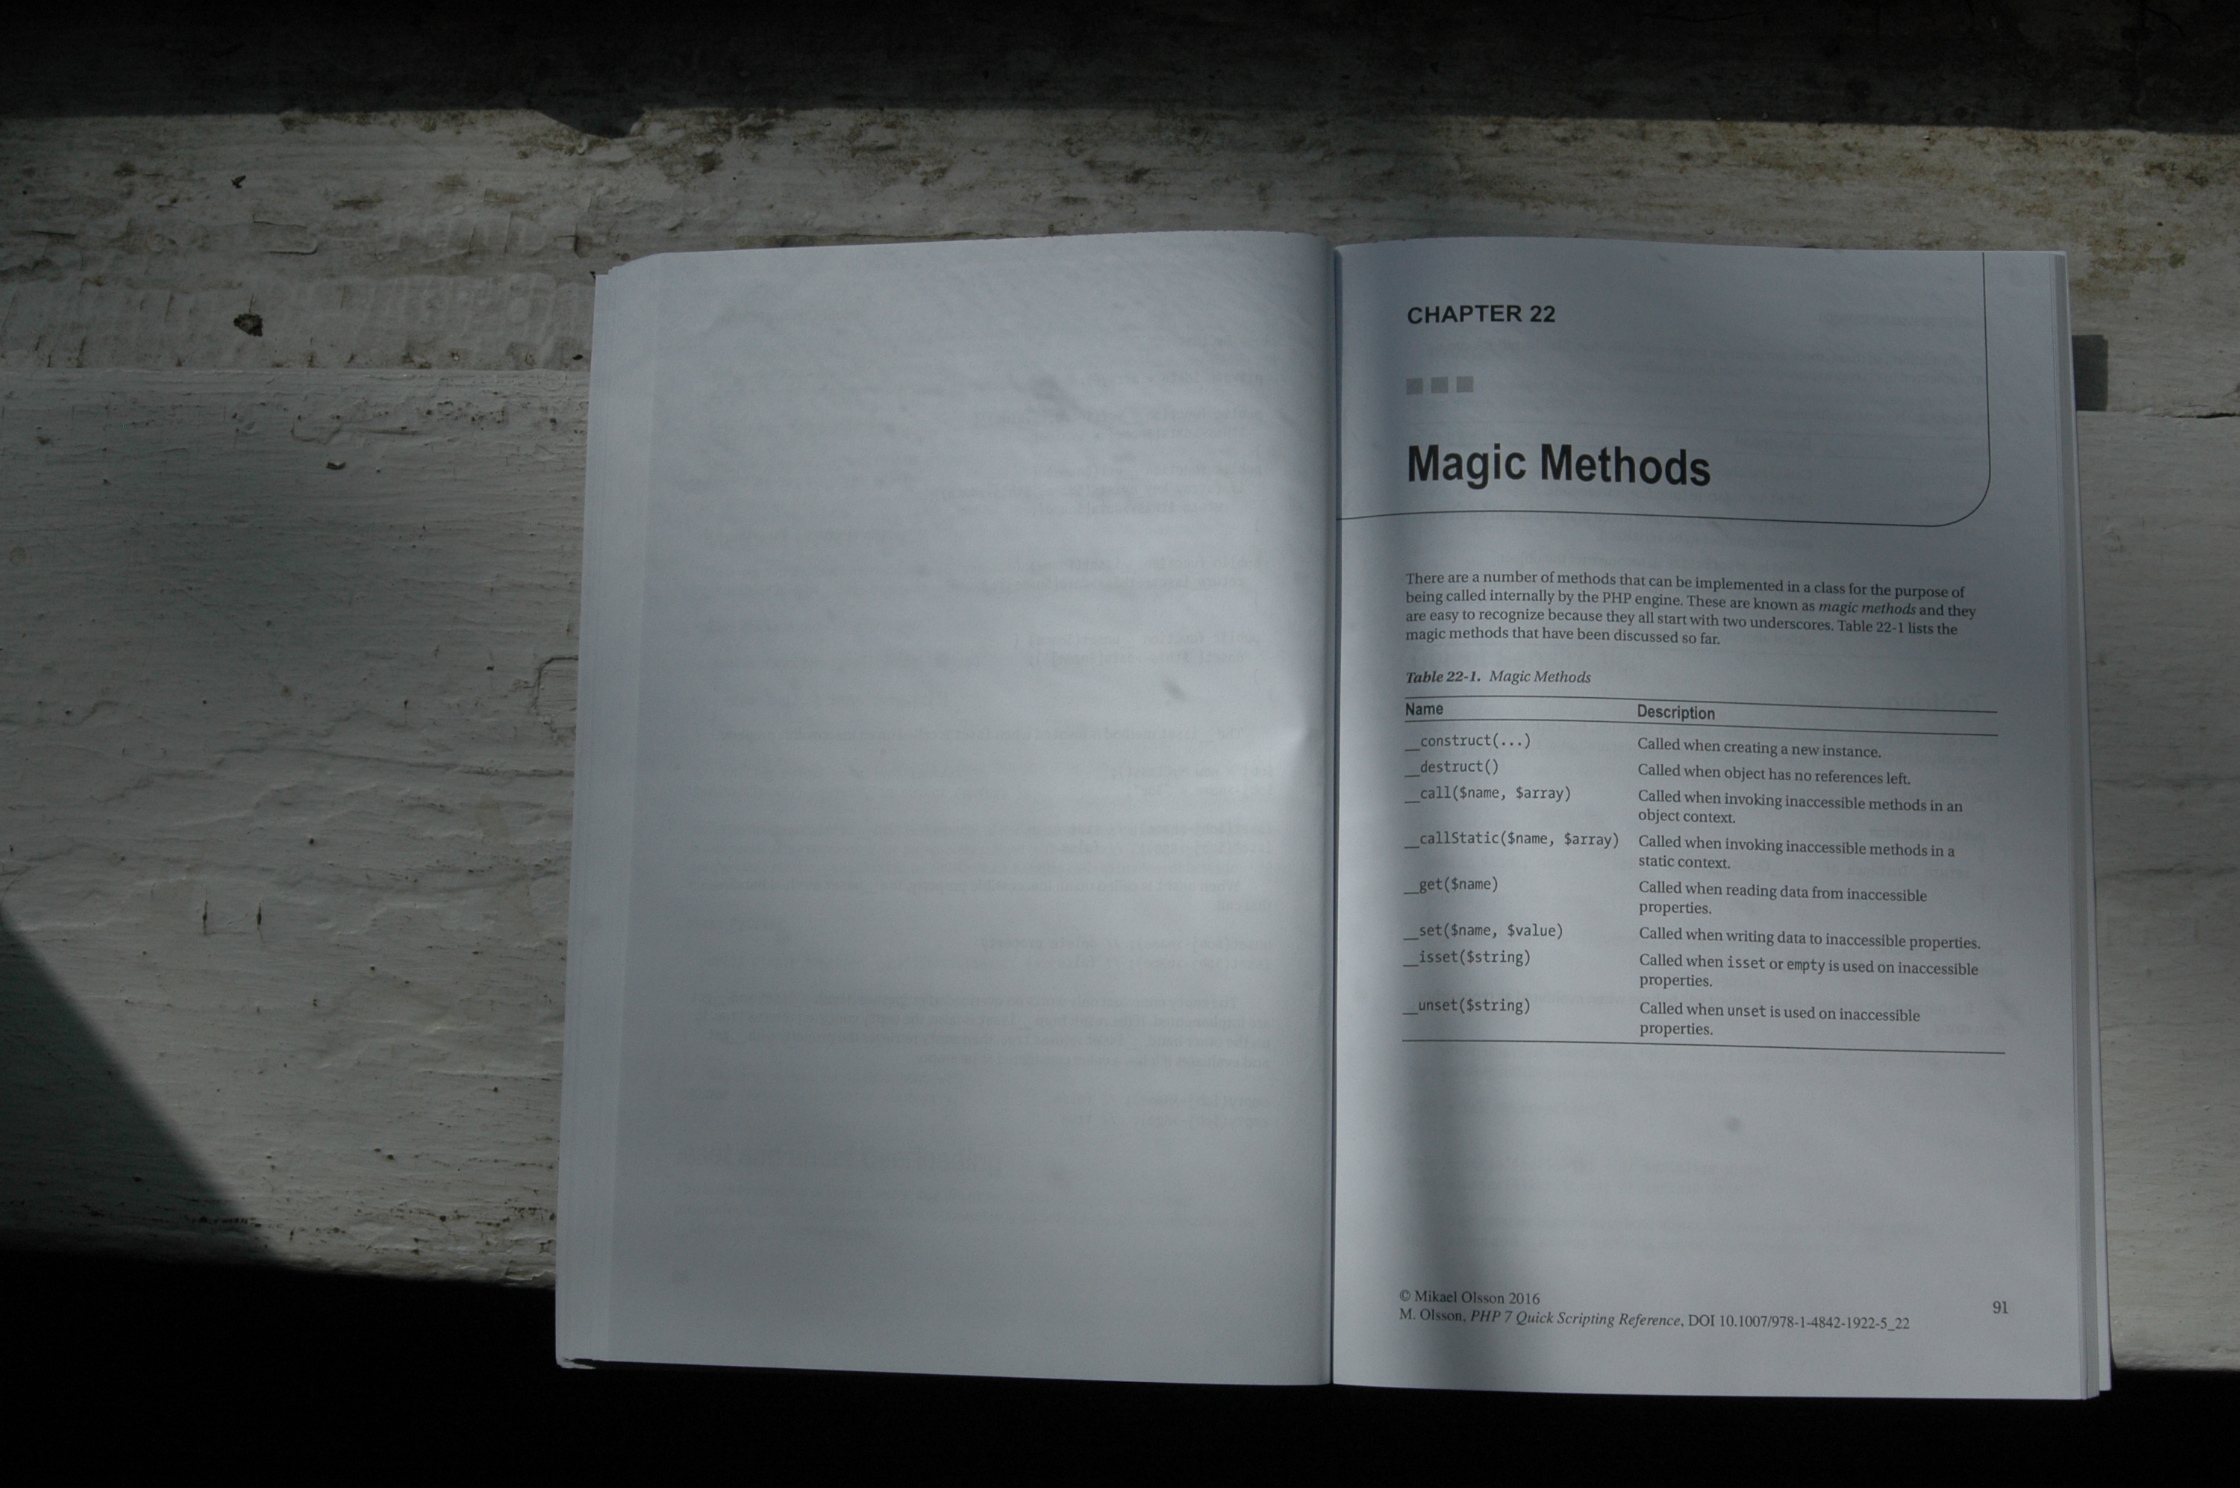 CHAPTER 22
Magic Methods
There are a number of methods that can be implemented in a class for the purpose of
being called internally by the PHP engine. These are known as magic methods and they
are easy to recognize because they all start with two underscores. Table 22-1 lists the
magic methods that have been discussed so far.
Table 22-1. Magic Methods
Name Description
__construct(...) Called when creating a new instance.
__destruct() Called when object has no references left.
__call($name, $array) Called when invoking inaccessible methods in an
object context.
__callStatic($name, $array) Called when invoking inaccessible methods in a
static context.
__get($name) Called when reading data from inaccessible
properties.
__set($name, $value) Called when writing data to inaccessible properties.
__isset($string) Called when isset or empty is used on inaccessible
properties.
__unset($string) Called when unset is used on inaccessible
properties.
© Mikael Olsson 2016
M. Olsson, PHP 7 Quick Scripting Reference, DOI 10.1007/978-1-4842-1922-5_22
91